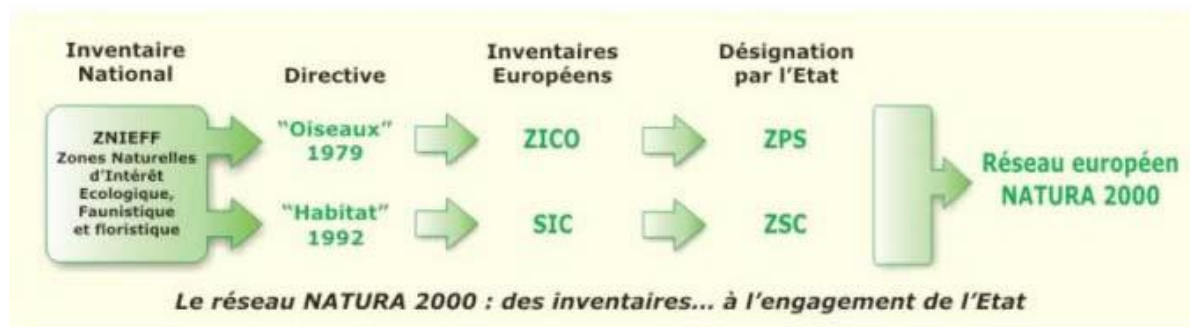 Inventaire
National
Directive
Inventaires
Européens
Désignation
par l'Etat
ZNIEFF
Zones Naturelles
d'Intérêt
Ecologique,
Faunistique
et floristique
"Oiseaux"
1979
ZICO
ZPS
"Habitat"
1992
SIC
ZSC
Réseau européen
NATURA 2000
Le réseau NATURA 2000 : des inventaires... à l'engagement de l'Etat